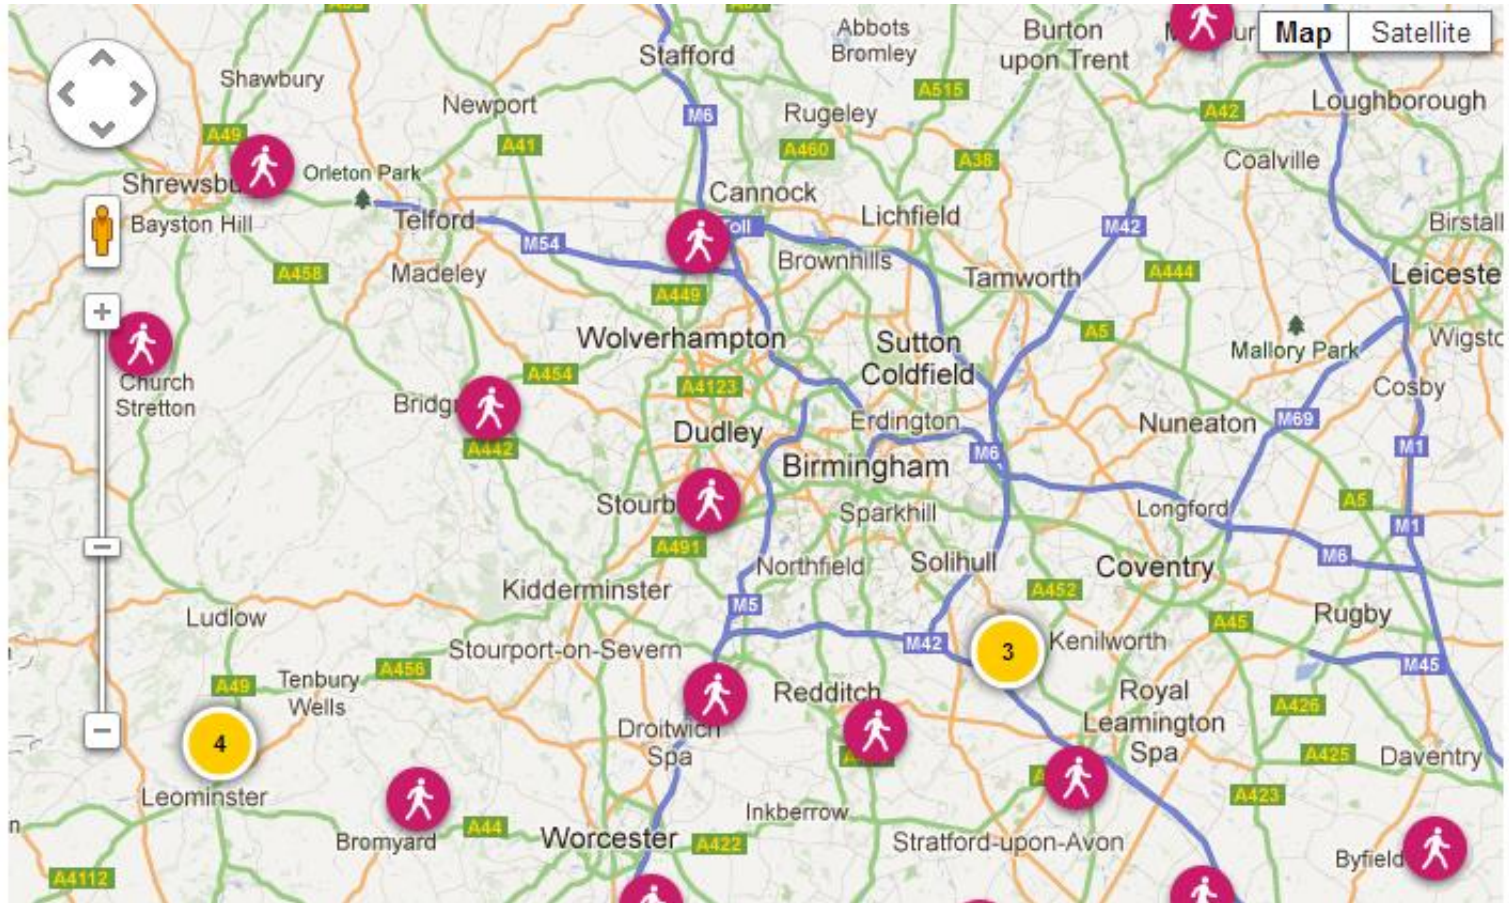 Stafford
Abbots
Bromley
Burton
upon Trent
Map
Satellite
Shawbury
Newport
M6
Rugeley
A515
A42
Loughborough
A49
A41
A460
A38
Coalville
Orleton Park
Shrewsbu
Cannock
Lichfield
Birstall
Bayston Hill
Telford
M54
Toll
M42
Brownhills
A458
Madeley
A449
Tamworth
A444
Leiceste
Wolverhampton
Sutton
Coldfield
A5
Mallory Park
Wigstc
Church
Stretton
A454
A4123
Cosby
Bridg
A442
Dudley
Erdington
Nuneaton
M69
M1
Birmingham
M6
Stourb
Sparkhill
Longford
A5
M1
A491
Northfield
Solihull
Coventry
M6
Kidderminster
M5
A452
Ludlow
A45
Rugby
Stourport-on-Severn
M42
3
Kenilworth
M45
A456
A49
Tenbury
Wells
Redditch
Royal
Leamington
Spa
A426
4
Droitwich
Spa
A425
Daventry
Leominster
A423
Inkberrow
Bromyard
A44
Worcester
A422
Stratford-upon-Avon
Byfield
A4112